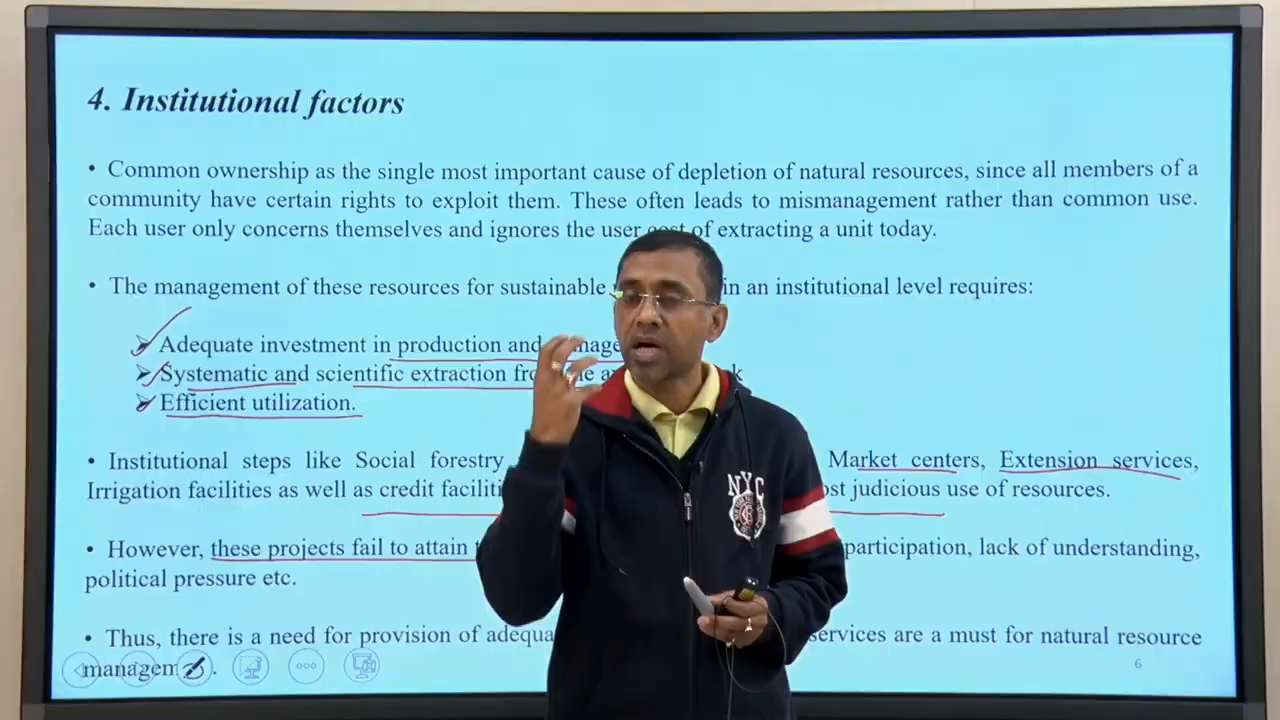 4. Institutional factors
• Common ownership as the single most important cause of depletion of natural resources, since all members of a
community have certain rights to exploit them. These often leads to mismanagement rather than common use.
Each user only concerns themselves and ignores the user cost of extracting a unit today.
• The management of these resources for sustainable in an institutional level requires:
➢ Adequate investment in production and
➢ Systematic and scientific extraction
➢ Efficient utilization.
• Institutional steps like Social forestry Market centers, Extension services,
Irrigation facilities as well as credit judicious use of resources.
• However, these projects fail to attain participation, lack of understanding,
political pressure etc.
• Thus, there is a need for provision of services are a must for natural resource
6
NYC